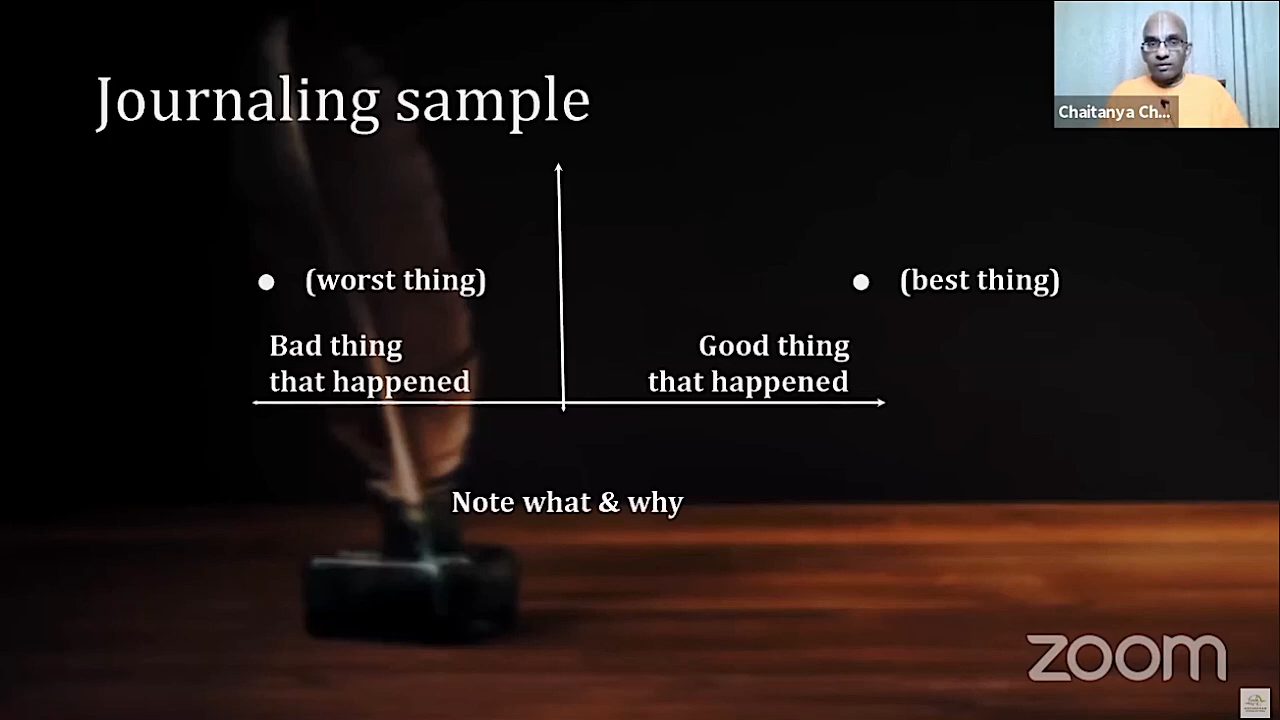 Journaling sample
Chaitanya Ch...
(worst thing)
(best thing)
Bad thing
that happened
Good thing
that happened
Note what & why
zoom